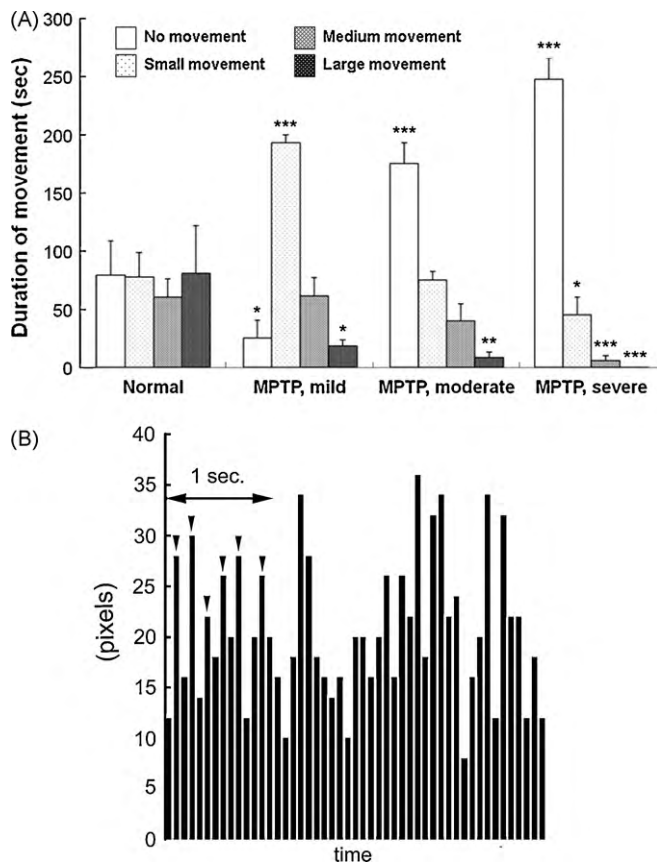 (A)
300
250
200
150
100
50
0
Duration of movement (sec)
No movement
Medium movement
Small movement
Large movement
*
***
*
***
**
***
*
***
***
Normal
MPTP, mild
MPTP, moderate
MPTP, severe
(B)
40
35
30
25
20
15
10
5
0
(pixels)
1 sec.
time